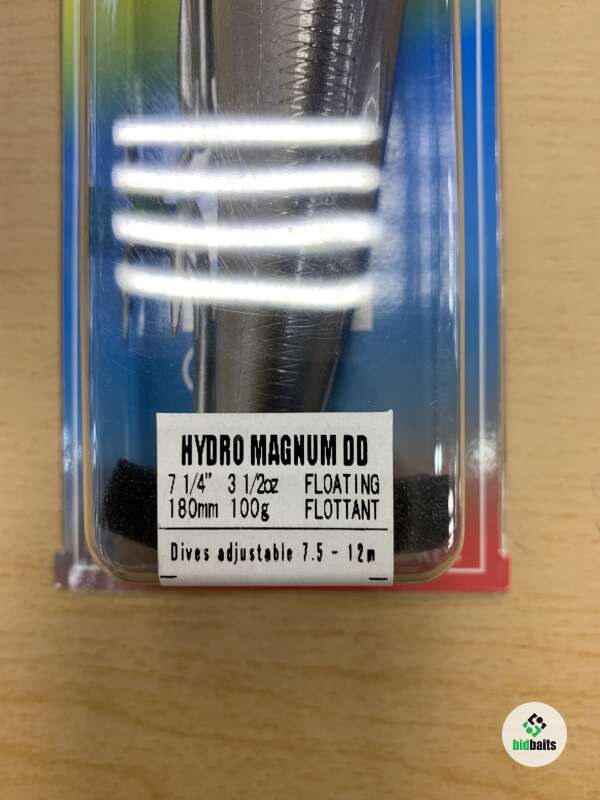 HYDRO MAGNUM DD
7 1/4" 3 1/2oz FLOATING
180mm 100g FLOTTANT
Dives adjustable 7.5 - 12m
bidbaits